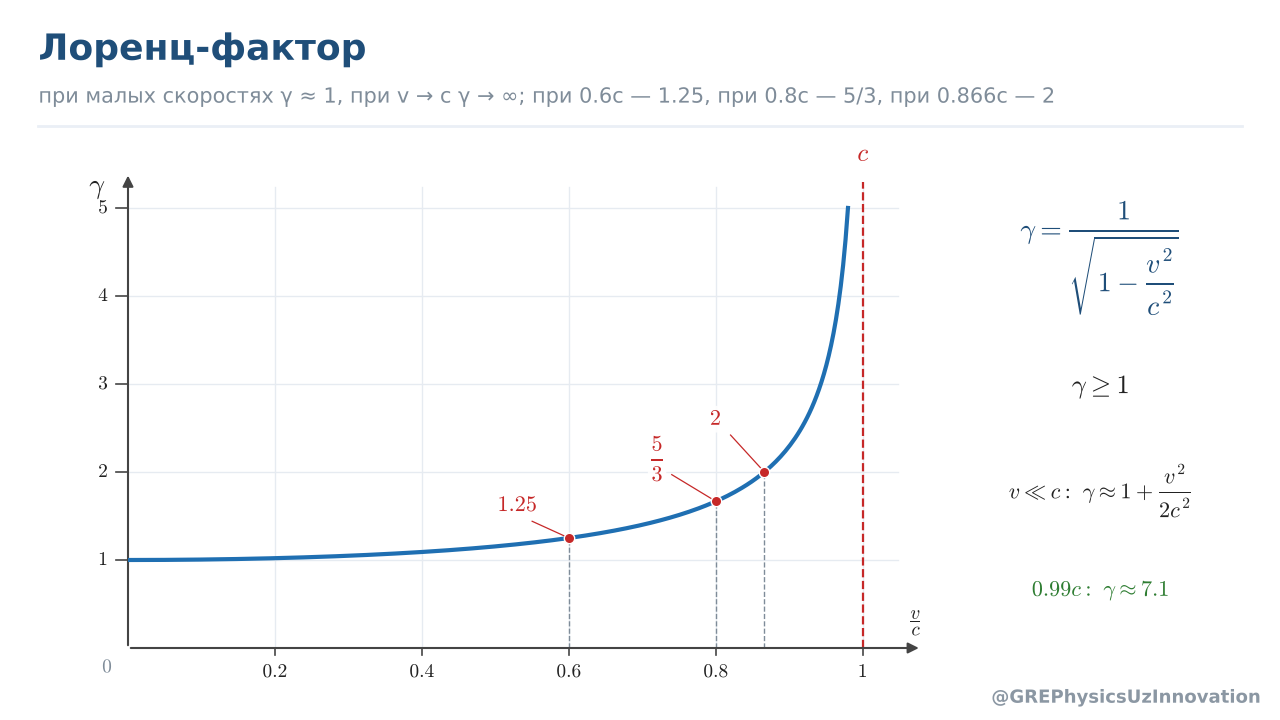 Лоренц-фактор
при малых скоростях γ ≈ 1, при v → c γ → ∞; при 0.6c — 1.25, при 0.8c — 5/3, при 0.866c — 2
c
γ
5
4
3
2
1
0
0.2
0.4
0.6
0.8
1
v/c
1.25
5/3
2
γ = 1/√(1 − v²/c²)
γ ≥ 1
v ≪ c : γ ≈ 1 + v²/2c²
0.99c : γ ≈ 7.1
@GREPhysicsUzInnovation